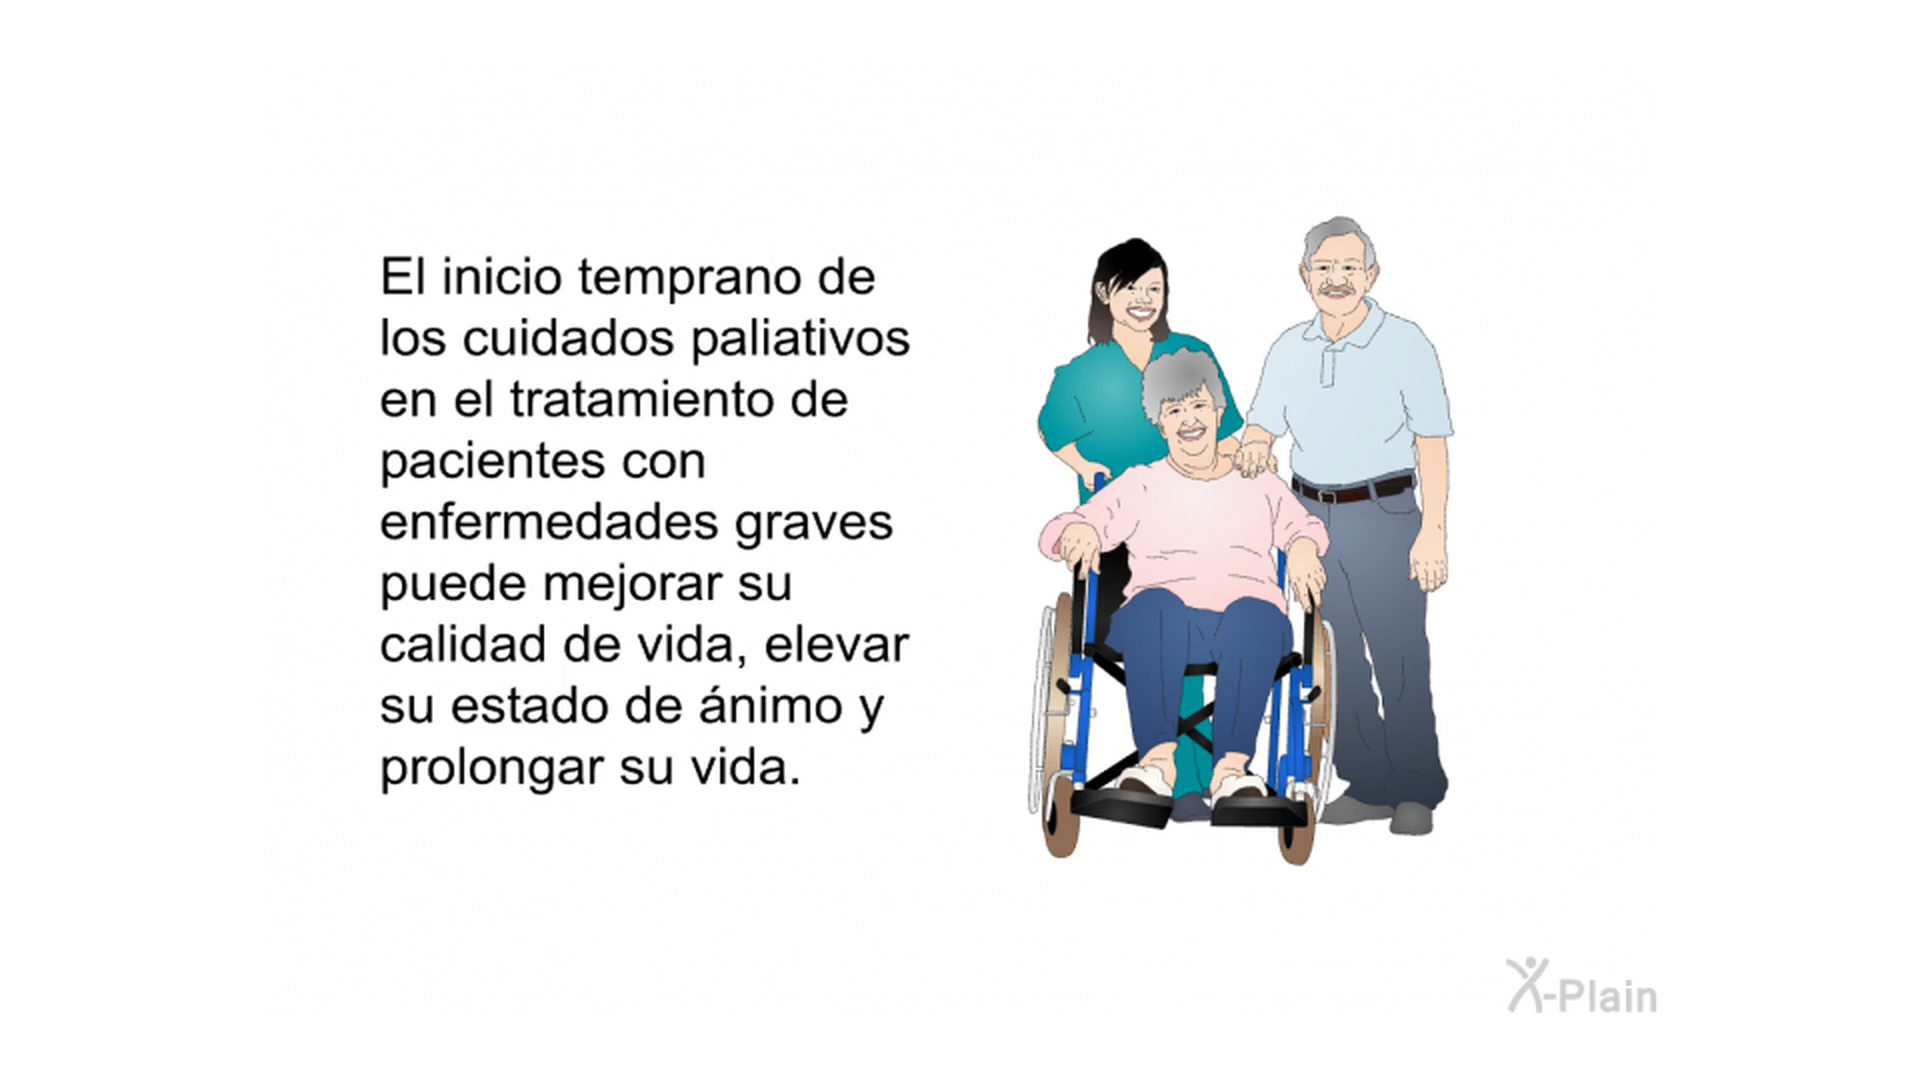 El inicio temprano de
los cuidados paliativos
en el tratamiento de
pacientes con
enfermedades graves
puede mejorar su
calidad de vida, elevar
su estado de ánimo y
prolongar su vida.
X-Plain